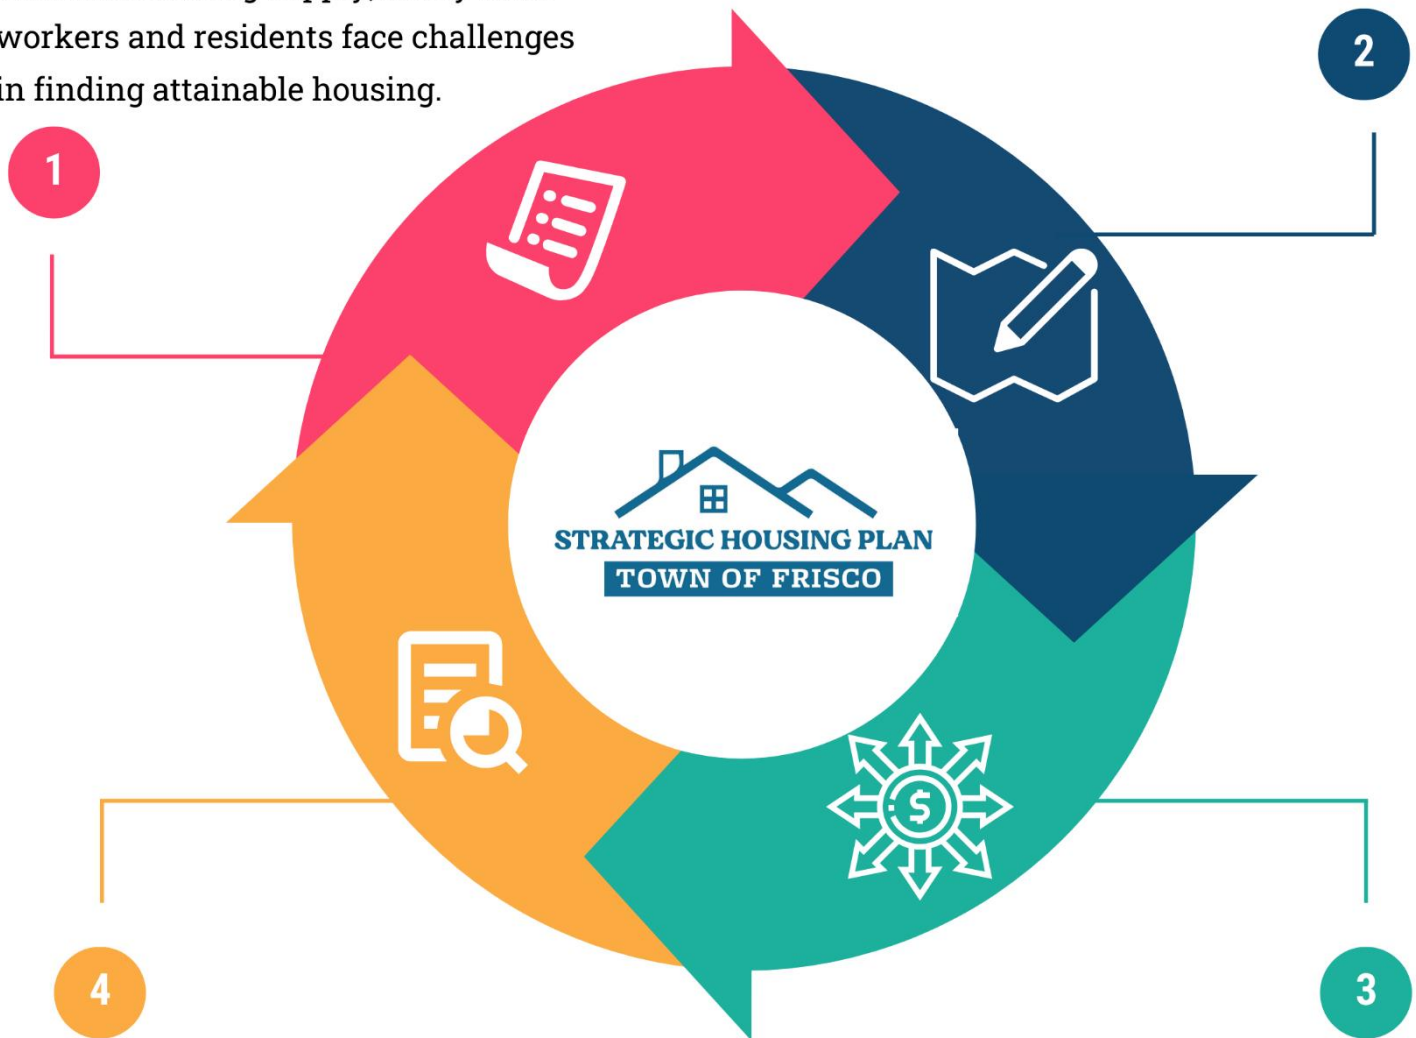 workers and residents face challenges
in finding attainable housing.
1
2
STRATEGIC HOUSING PLAN
TOWN OF FRISCO
$
4
3